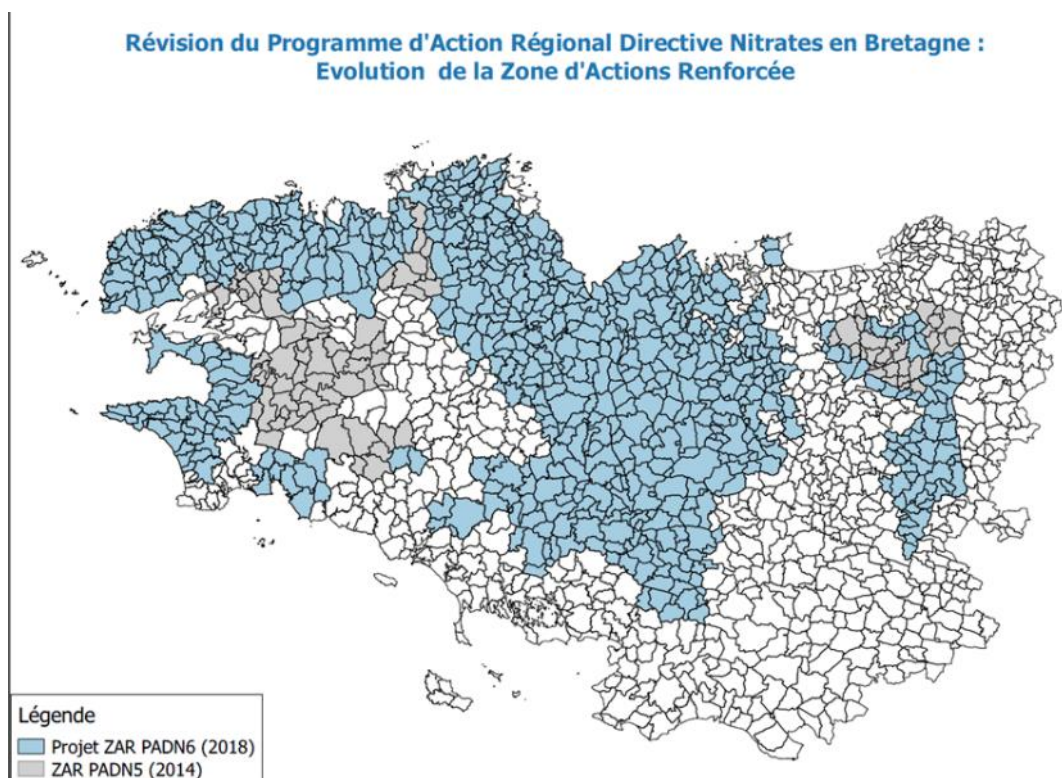 Révision du Programme d'Action Régional Directive Nitrates en Bretagne :
Evolution de la Zone d'Actions Renforcée
Légende
Projet ZAR PADN6 (2018)
ZAR PADN5 (2014)